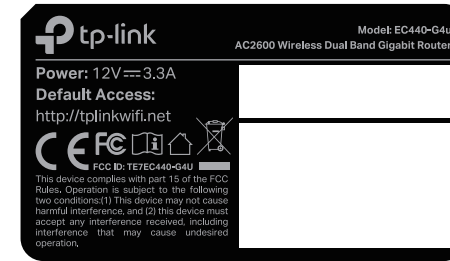 tp-link
Model: EC440-G4u
AC2600 Wireless Dual Band Gigabit Router
Power: 12V⎓3.3A
Default Access:
http://tplinkwifi.net
CE FC
FCC ID: TE7EC440-G4U
This device complies with part 15 of the FCC
Rules. Operation is subject to the following
two conditions:(1) This device may not cause
harmful interference, and (2) this device must
accept any interference received, including
interference that may cause undesired
operation.